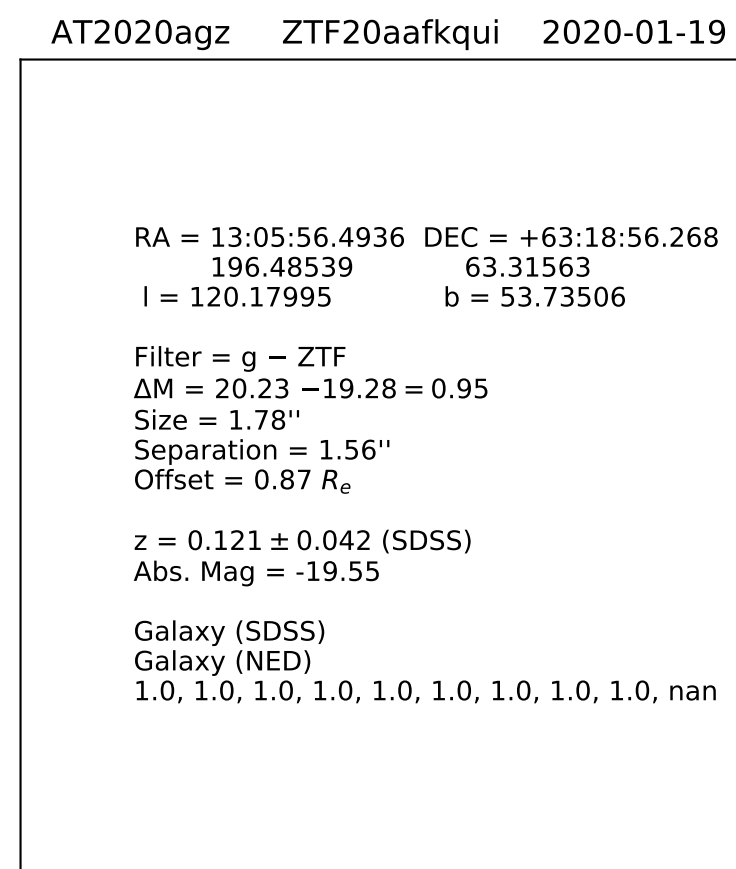 AT2020agz ZTF20aafkqui 2020-01-19
RA = 13:05:56.4936 DEC = +63:18:56.268
196.48539 63.31563
l = 120.17995 b = 53.73506
Filter = g − ZTF
ΔM = 20.23 −19.28 = 0.95
Size = 1.78''
Separation = 1.56''
Offset = 0.87 Re
z = 0.121 ± 0.042 (SDSS)
Abs. Mag = -19.55
Galaxy (SDSS)
Galaxy (NED)
1.0, 1.0, 1.0, 1.0, 1.0, 1.0, 1.0, 1.0, 1.0, nan